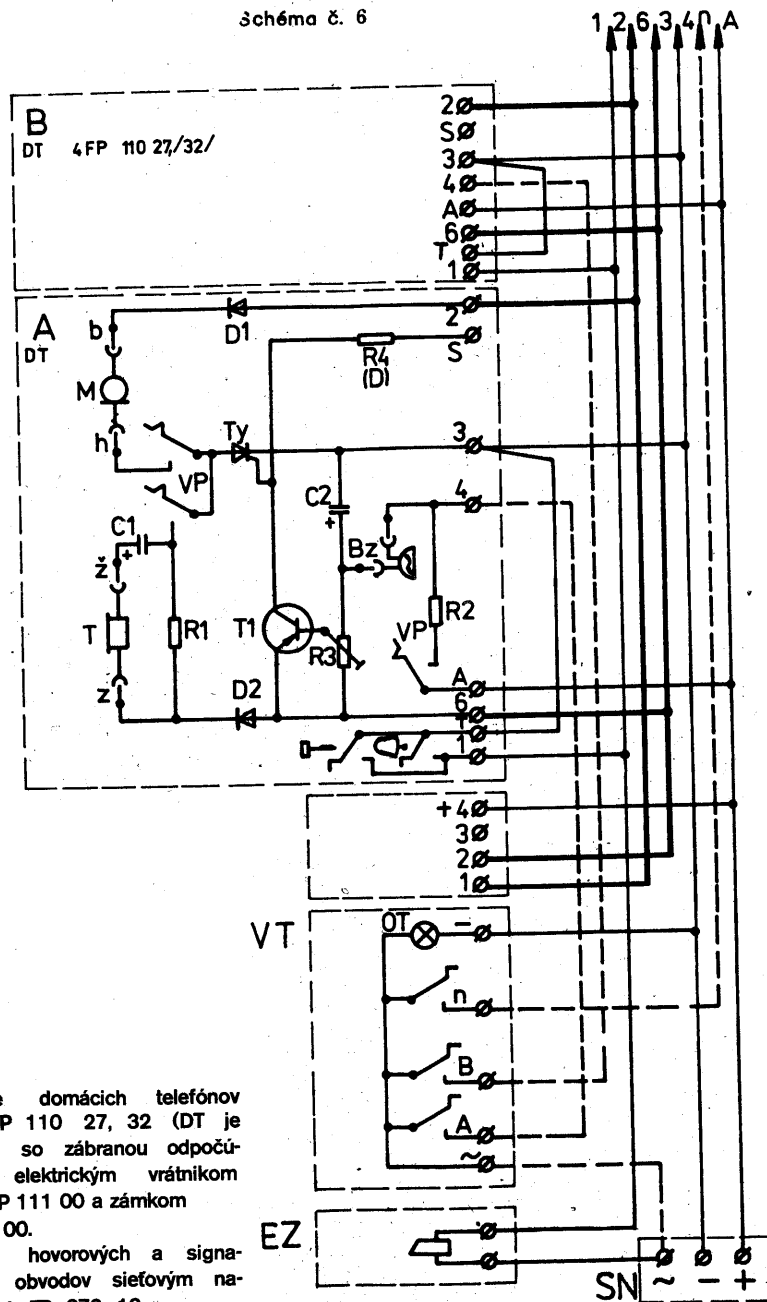 Schéma č. 6
1 2 6 3 4 n A
B
DT 4FP 110 27/32/
2
S
3
4
A
6
T
1
A
DT
b
D1
2
R4
(D)
S
M
h
Ty
3
VP
C2
+
4
C1
+
ž
Bz
T
R1
T1
R3
VP
R2
z
D2
A
6
T
1
+4
3
2
1
VT
OT
−
n
B
A
~
EZ
SN ~ − +
e domácich telefónov
P 110 27, 32 (DT je
so zábranou odpočú-
elektrickým vrátnikom
P 111 00 a zámkom
00.
hovorových a signa-
obvodov sieťovým na-